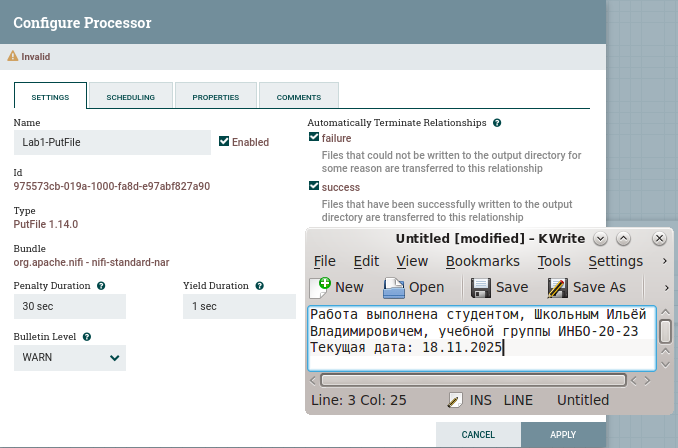 Configure Processor
Invalid
SETTINGS
SCHEDULING
PROPERTIES
COMMENTS
Name
Lab1-PutFile
Enabled
Id
975573cb-019a-1000-fa8d-e97abf827a90
Type
PutFile 1.14.0
Bundle
org.apache.nifi - nifi-standard-nar
Penalty Duration
Yield Duration
30 sec
1 sec
Bulletin Level
WARN
Automatically Terminate Relationships
failure
Files that could not be written to the output directory for
some reason are transferred to this relationship
success
Files that have been successfully written to the output
directory are transferred to this relationship
Untitled [modified] – KWrite
File Edit View Bookmarks Tools Settings
New Open Save Save As
Работа выполнена студентом, Школьным Ильёй
Владимировичем, учебной группы ИНБО-20-23
Текущая дата: 18.11.2025
Line: 3 Col: 25 INS LINE Untitled
CANCEL
APPLY